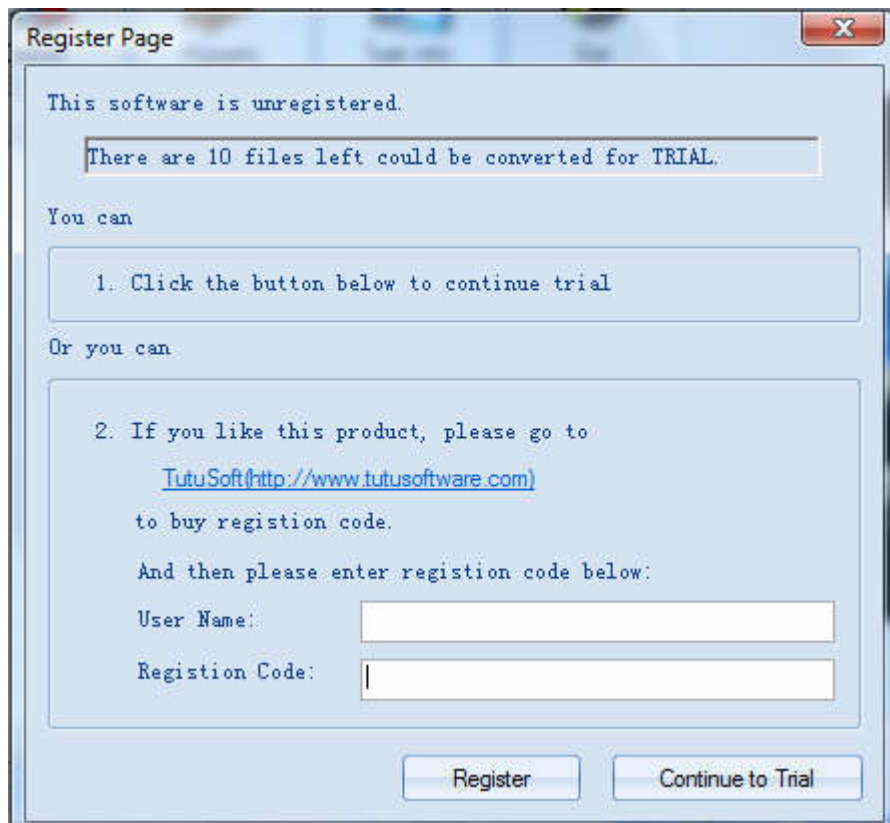 Register Page
This software is unregistered.
There are 10 files left could be converted for TRIAL.
You can
1. Click the button below to continue trial
Or you can
2. If you like this product, please go to
TutuSoft(http://www.tutusoftware.com)
to buy registion code.
And then please enter registion code below:
User Name:
Registion Code:
Register
Continue to Trial